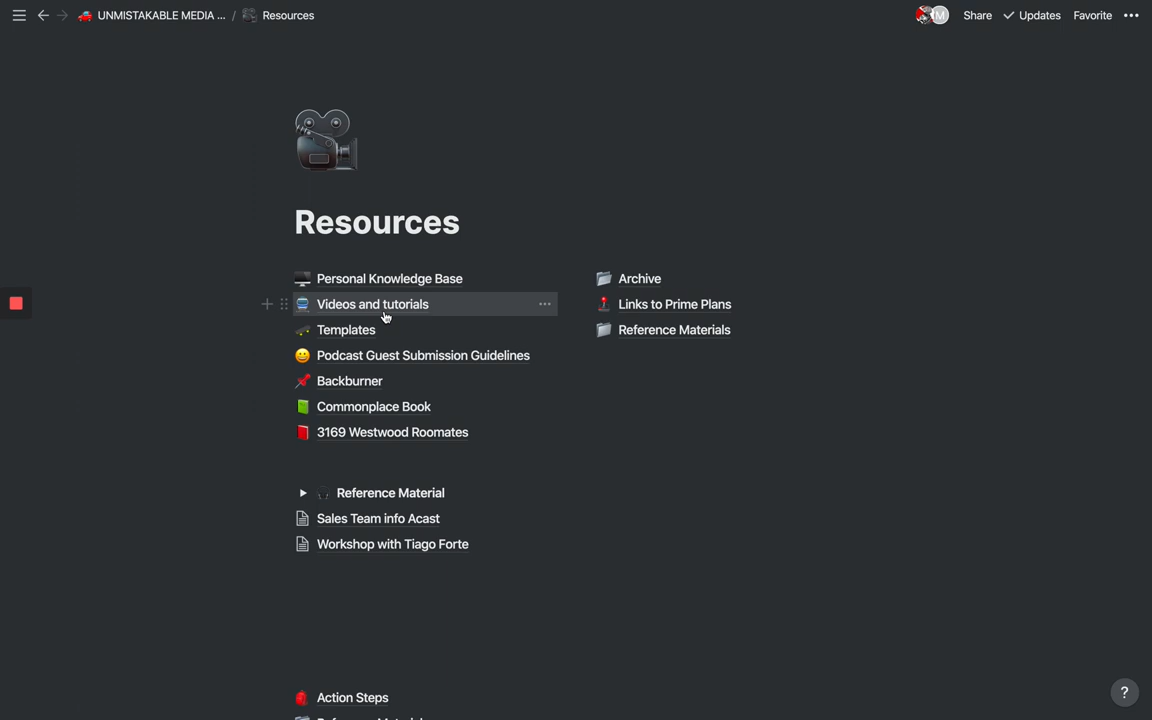 UNMISTAKABLE MEDIA ... / Resources
M Share Updates Favorite
Resources
Personal Knowledge Base
Videos and tutorials
Templates
Podcast Guest Submission Guidelines
Backburner
Commonplace Book
3169 Westwood Roomates
Archive
Links to Prime Plans
Reference Materials
Reference Material
Sales Team info Acast
Workshop with Tiago Forte
Action Steps
?